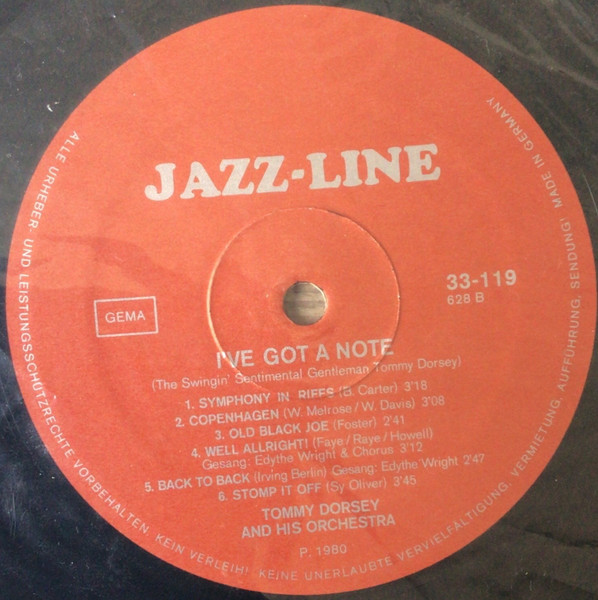 JAZZ-LINE
33-119
628 B
GEMA
I'VE GOT A NOTE
(The Swingin' Sentimental Gentleman Tommy Dorsey)
1. SYMPHONY IN RIFFS (B. Carter) 3'18
2. COPENHAGEN (W. Melrose / W. Davis) 3'08
3. OLD BLACK JOE (Foster) 2'41
4. WELL ALLRIGHT! (Faye / Raye / Howell)
Gesang: Edythe Wright & Chorus 3'12
5. BACK TO BACK (Irving Berlin) Gesang: Edythe Wright 2'47
6. STOMP IT OFF (Sy Oliver) 3'45
TOMMY DORSEY
AND HIS ORCHESTRA
P. 1980
ALLE URHEBER- UND LEISTUNGSSCHUTZRECHTE VORBEHALTEN. KEIN VERLEIH! KEINE UNERLAUBTE VERVIELFÄLTIGUNG, VERMIETUNG, AUFFÜHRUNG, SENDUNG! MADE IN GERMANY